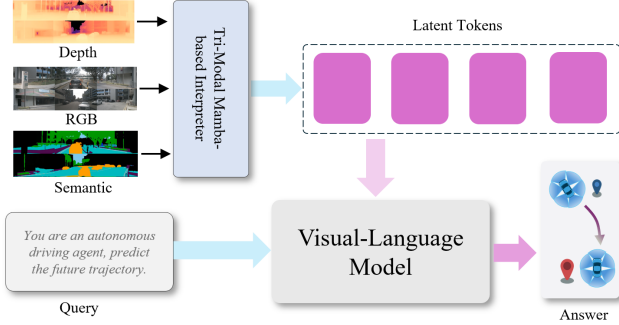 Depth
RGB
Semantic
Tri-Modal Mamba-
based Interpreter
Latent Tokens
You are an autonomous
driving agent, predict
the future trajectory.
Query
Visual-Language
Model
Answer